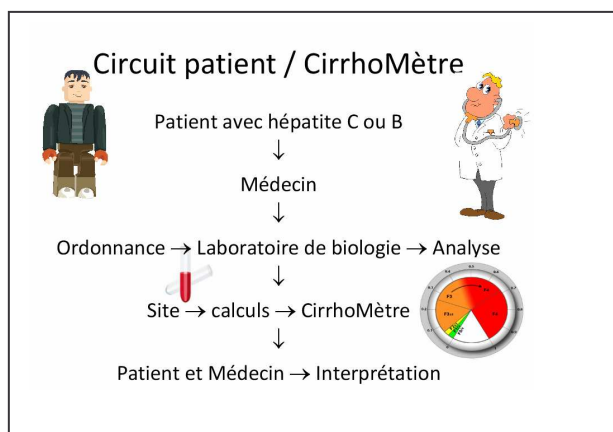 Circuit patient / CirrhoMètre
Patient avec hépatite C ou B
↓
Médecin
↓
Ordonnance → Laboratoire de biologie → Analyse
↓
Site → calculs → CirrhoMètre
↓
Patient et Médecin → Interprétation